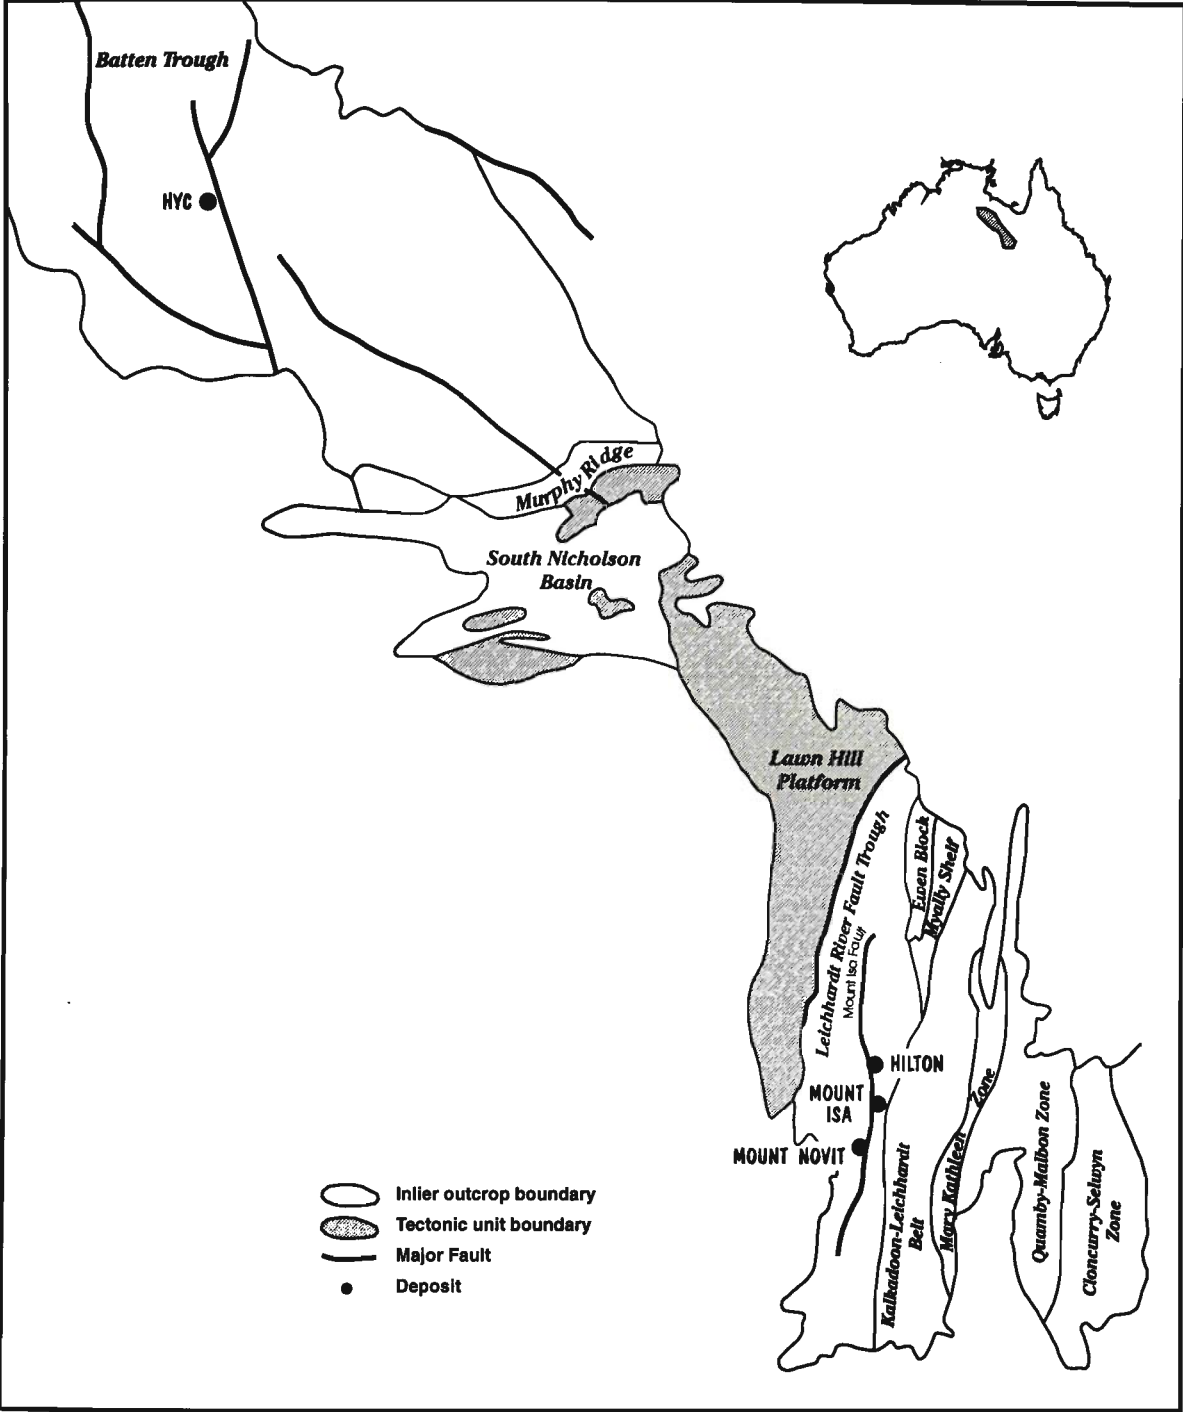 Batten Trough
HYC
Murphy Ridge
South Nicholson
Basin
Lawn Hill
Platform
Leichhardt River Fault Trough
Mount Isa Fault
Ewen Block
Myally Shelf
HILTON
MOUNT
ISA
MOUNT NOVIT
Kalkadoon-Leichhardt
Belt
Mary Kathleen Zone
Quamby-Malbon Zone
Cloncurry-Selwyn
Zone
Inlier outcrop boundary
Tectonic unit boundary
Major Fault
Deposit